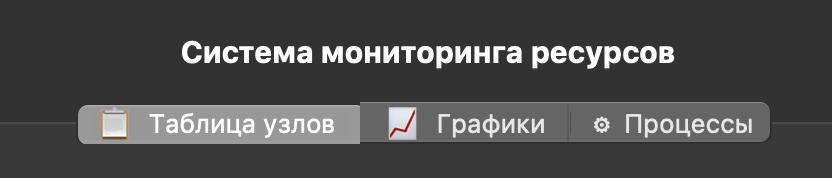 Система мониторинга ресурсов
Таблица узлов Графики Процессы